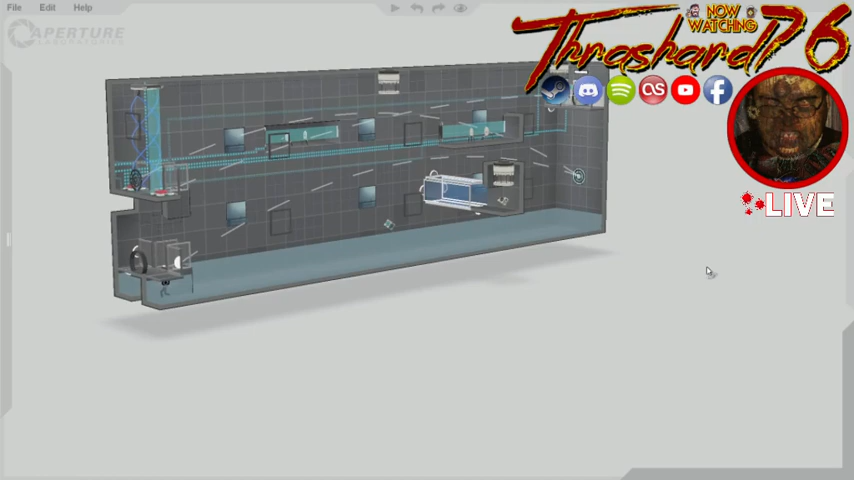 File Edit Help
APERTURE
LABORATORIES
NOW
WATCHING
Thrashard76
LIVE